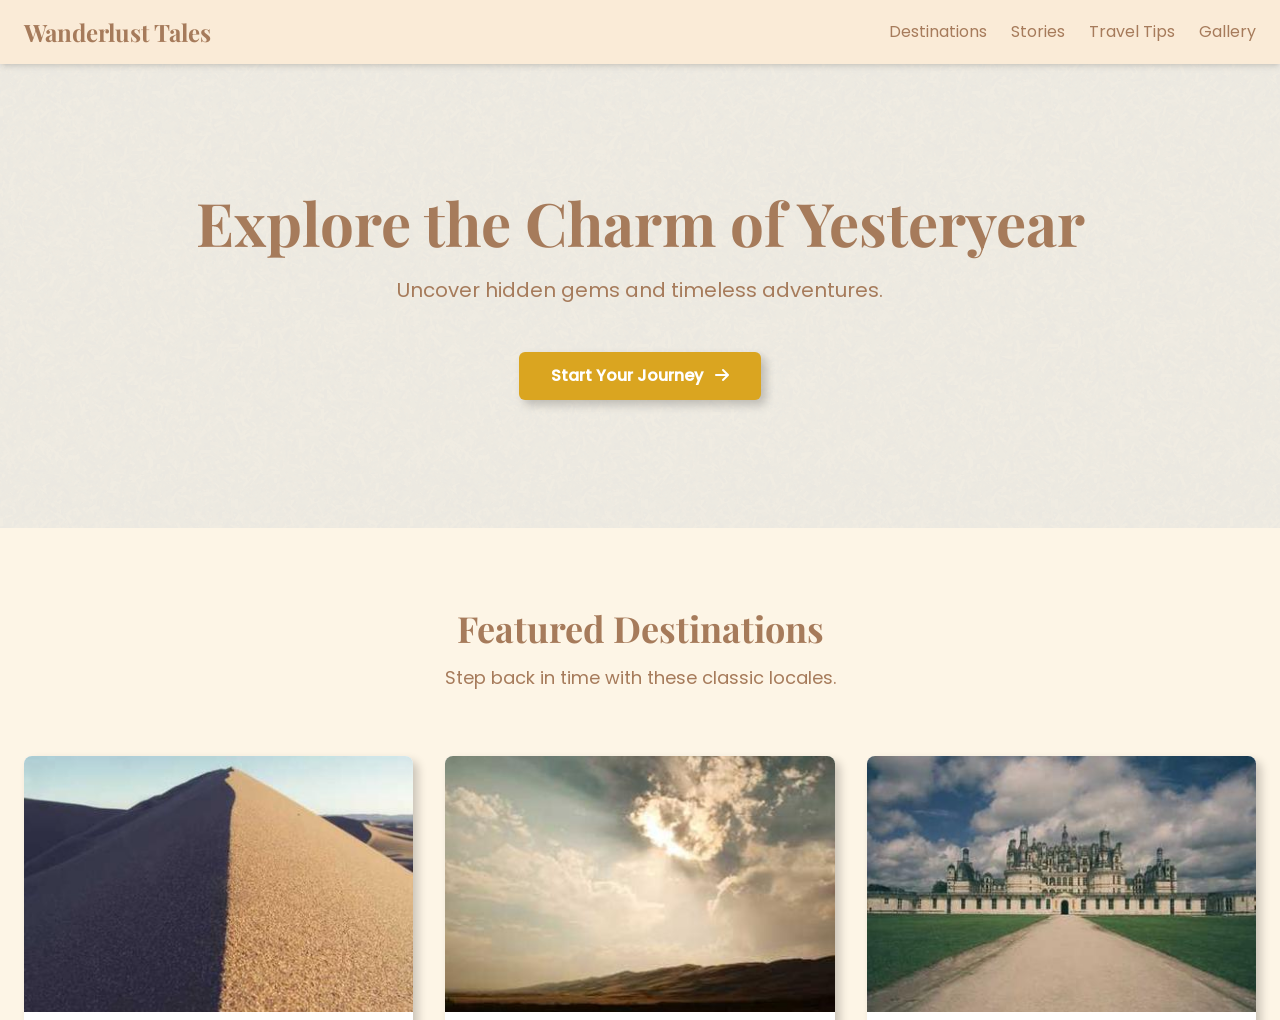 Wanderlust Tales
Destinations Stories Travel Tips Gallery
Explore the Charm of Yesteryear
Uncover hidden gems and timeless adventures.
Start Your Journey →
Featured Destinations
Step back in time with these classic locales.